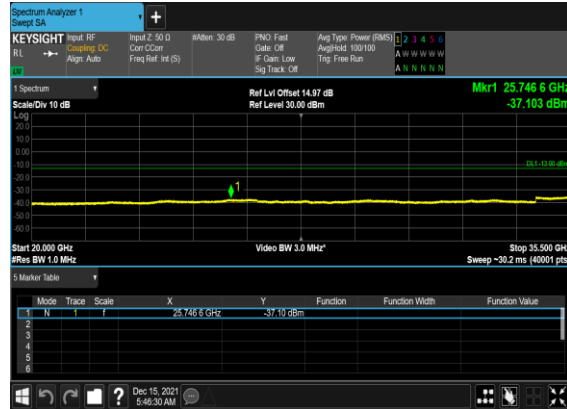 Spectrum Analyzer 1
Swept SA
+
KEYSIGHT Input: RF Input Z: 50 Ω #Atten: 30 dB PNO: Fast Avg Type: Power (RMS) 1 2 3 4 5 6
RL Coupling: DC Corr CCorr Gate: Off Avg|Hold: 100/100 A W W W W W
Align: Auto Freq Ref: Int (S) IF Gain: Low Trig: Free Run
Sig Track: Off A N N N N N
1 Spectrum Ref Lvl Offset 14.97 dB Mkr1 25.746 6 GHz
Scale/Div 10 dB Ref Level 30.00 dBm -37.103 dBm
Log
20.0
10.0
0.00
-10.0
DL1 -13.00 dBm
-20.0
-30.0
1
-40.0
-50.0
-60.0
Start 20.000 GHz Video BW 3.0 MHz* Stop 35.500 GHz
#Res BW 1.0 MHz Sweep ~30.2 ms (40001 pts)
5 Marker Table
Mode Trace Scale X Y Function Function Width Function Value
1 N 1 f 25.746 6 GHz -37.10 dBm
2
3
4
5
6
? Dec 15, 2021
5:46:30 AM